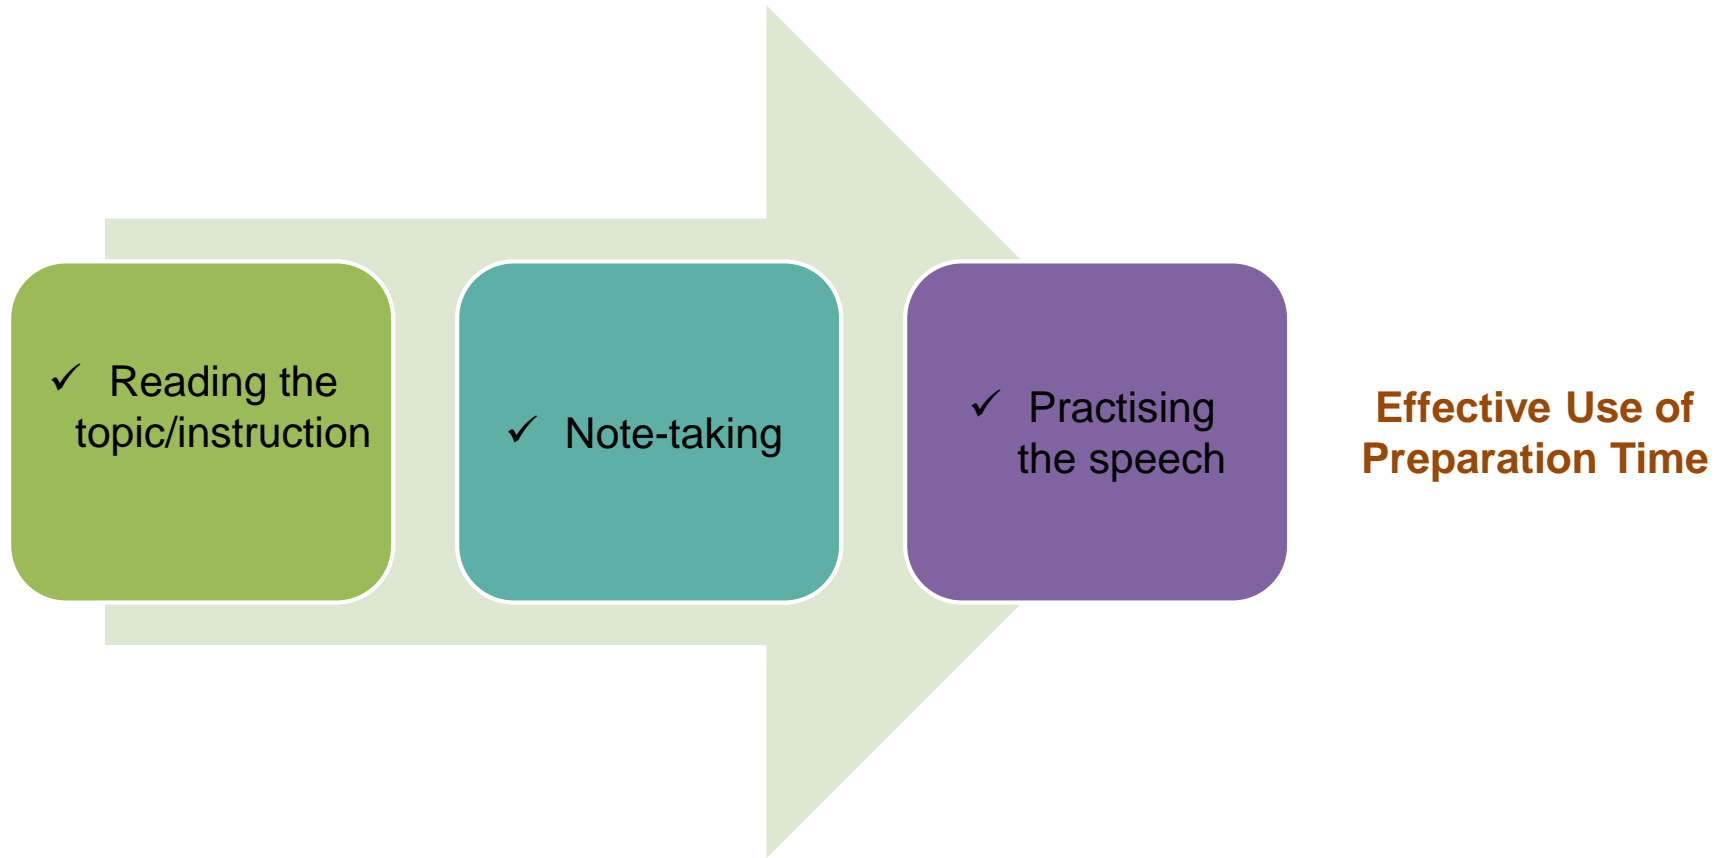 ✓ Reading the
topic/instruction
✓ Note-taking
✓ Practising
the speech
Effective Use of
Preparation Time